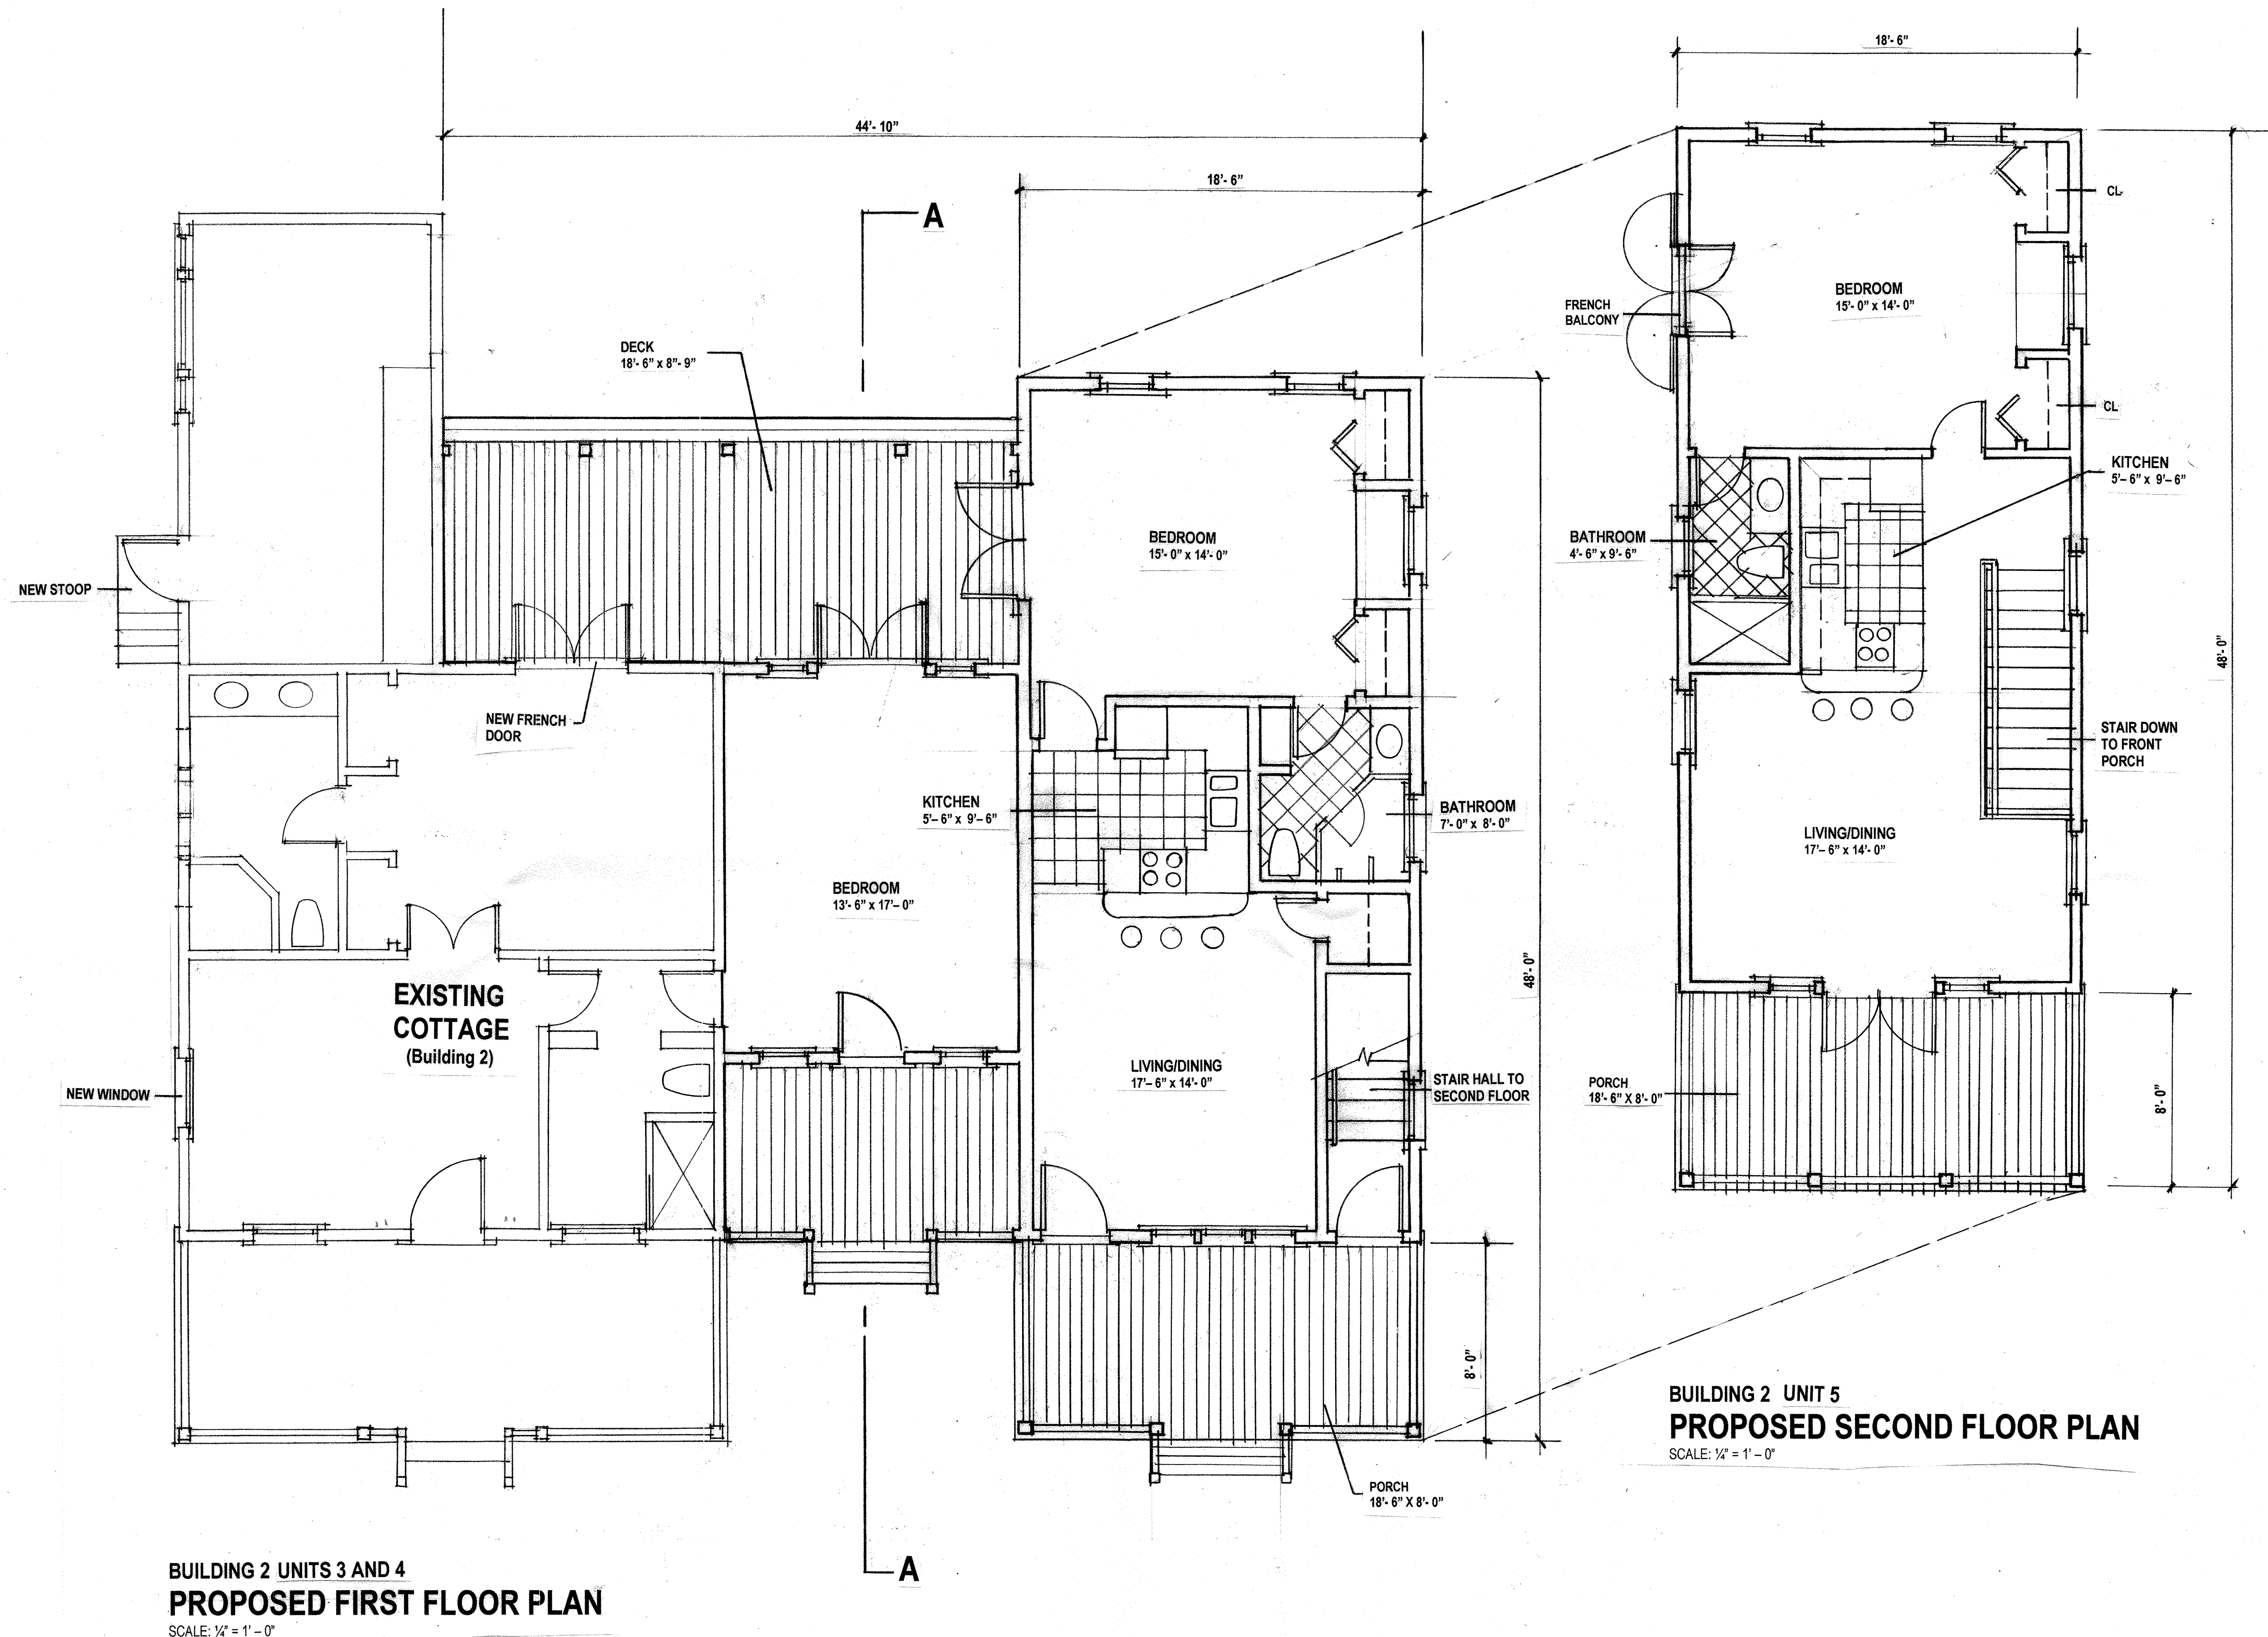 18'- 6"
44'- 10"
18'- 6"
A
CL
DECK
18'- 6" x 8"- 9"
BEDROOM
15'- 0" x 14'- 0"
FRENCH
BALCONY
CL
KITCHEN
5'– 6" x 9'– 6"
BATHROOM
4'- 6" x 9'- 6"
BEDROOM
15'- 0" x 14'- 0"
NEW STOOP
48'- 0"
NEW FRENCH
DOOR
STAIR DOWN
TO FRONT
PORCH
KITCHEN
5'– 6" x 9'– 6"
BATHROOM
7'- 0" x 8'- 0"
LIVING/DINING
17'– 6" x 14'- 0"
BEDROOM
13'- 6" x 17'– 0"
48'- 0"
EXISTING
COTTAGE
(Building 2)
LIVING/DINING
17'– 6" x 14'- 0"
STAIR HALL TO
SECOND FLOOR
NEW WINDOW
PORCH
18'- 6" X 8'- 0"
8'- 0"
8'- 0"
BUILDING 2 UNIT 5
PROPOSED SECOND FLOOR PLAN
SCALE: ¼" = 1' – 0"
PORCH
18'- 6" X 8'- 0"
A
BUILDING 2 UNITS 3 AND 4
PROPOSED FIRST FLOOR PLAN
SCALE: ¼" = 1' – 0"